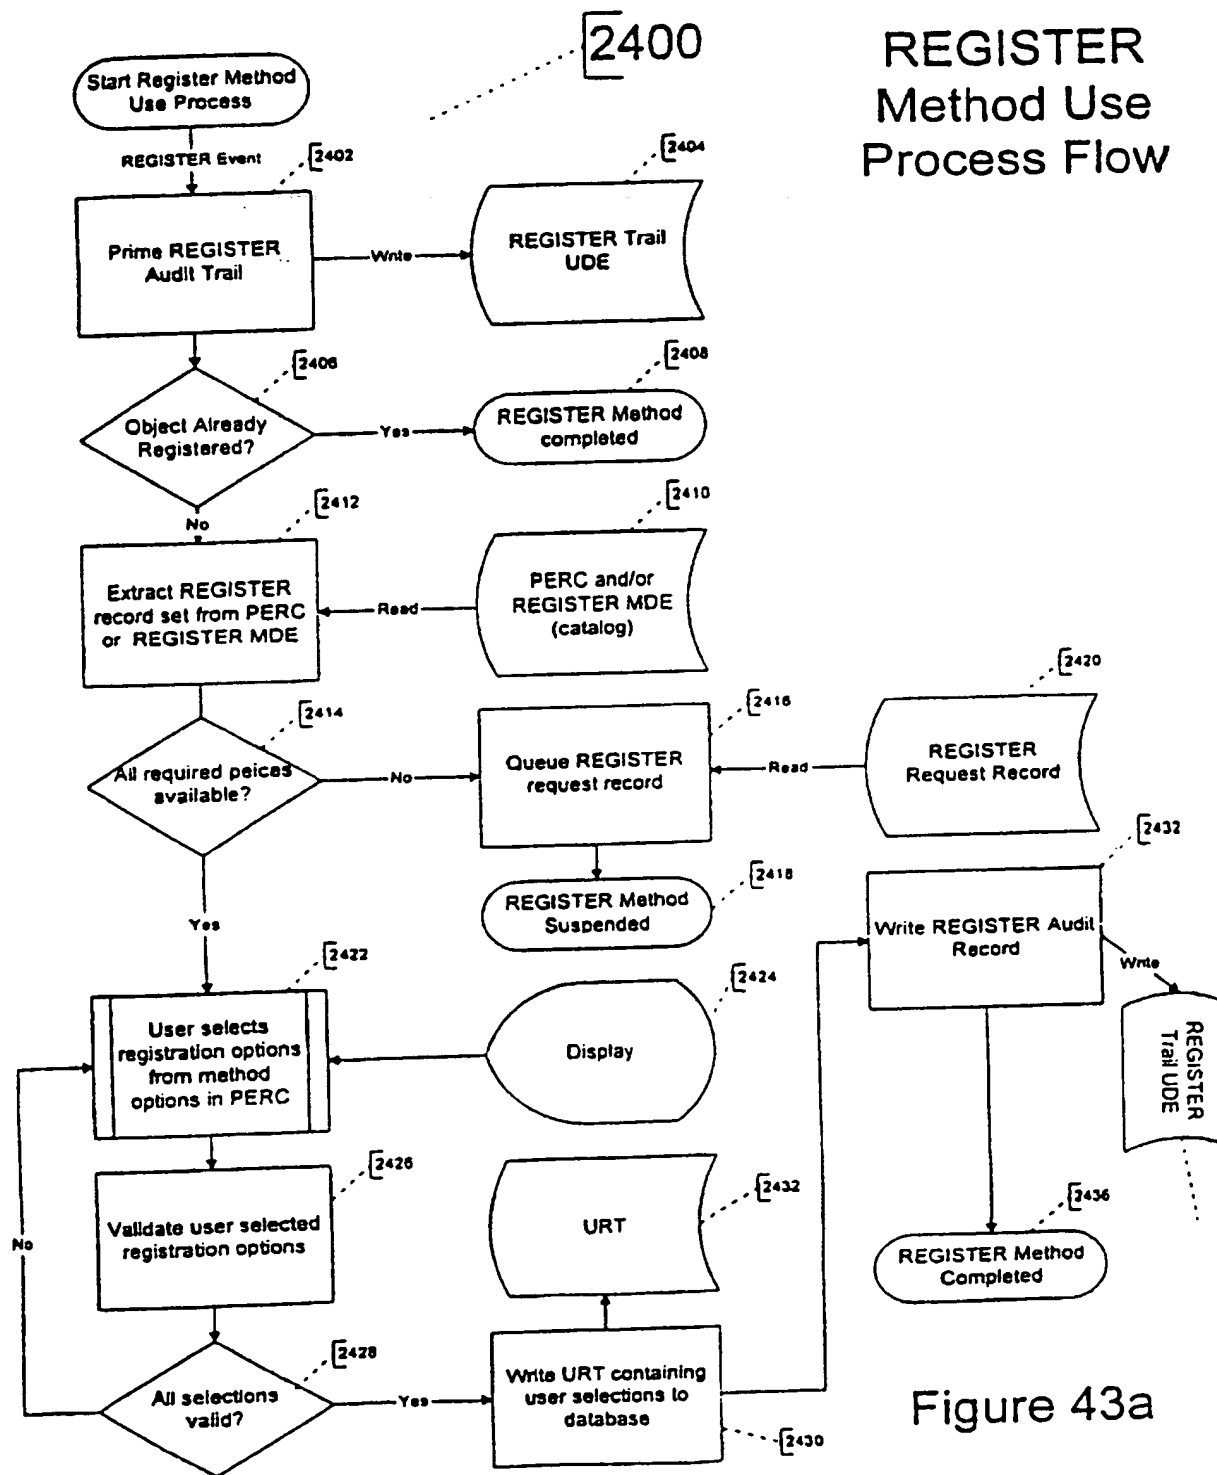 2400
REGISTER
Method Use
Process Flow
Start Register Method
Use Process
REGISTER Event
2402
2404
Prime REGISTER
Audit Trail
Write
REGISTER Trail
UDE
2406
2408
Object Already
Registered?
Yes
REGISTER Method
completed
No
2412
2410
Extract REGISTER
record set from PERC
or REGISTER MDE
Read
PERC and/or
REGISTER MDE
(catalog)
2414
2416
2420
All required peices
available?
No
Queue REGISTER
request record
Read
REGISTER
Request Record
2418
REGISTER Method
Suspended
2432
Write REGISTER Audit
Record
Write
REGISTER
Trail UDE
Yes
2422
2424
User selects
registration options
from method
options in PERC
Display
2426
2432
Validate user selected
registration options
URT
No
2436
REGISTER Method
Completed
2428
All selections
valid?
Yes
Write URT containing
user selections to
database
2430
Figure 43a